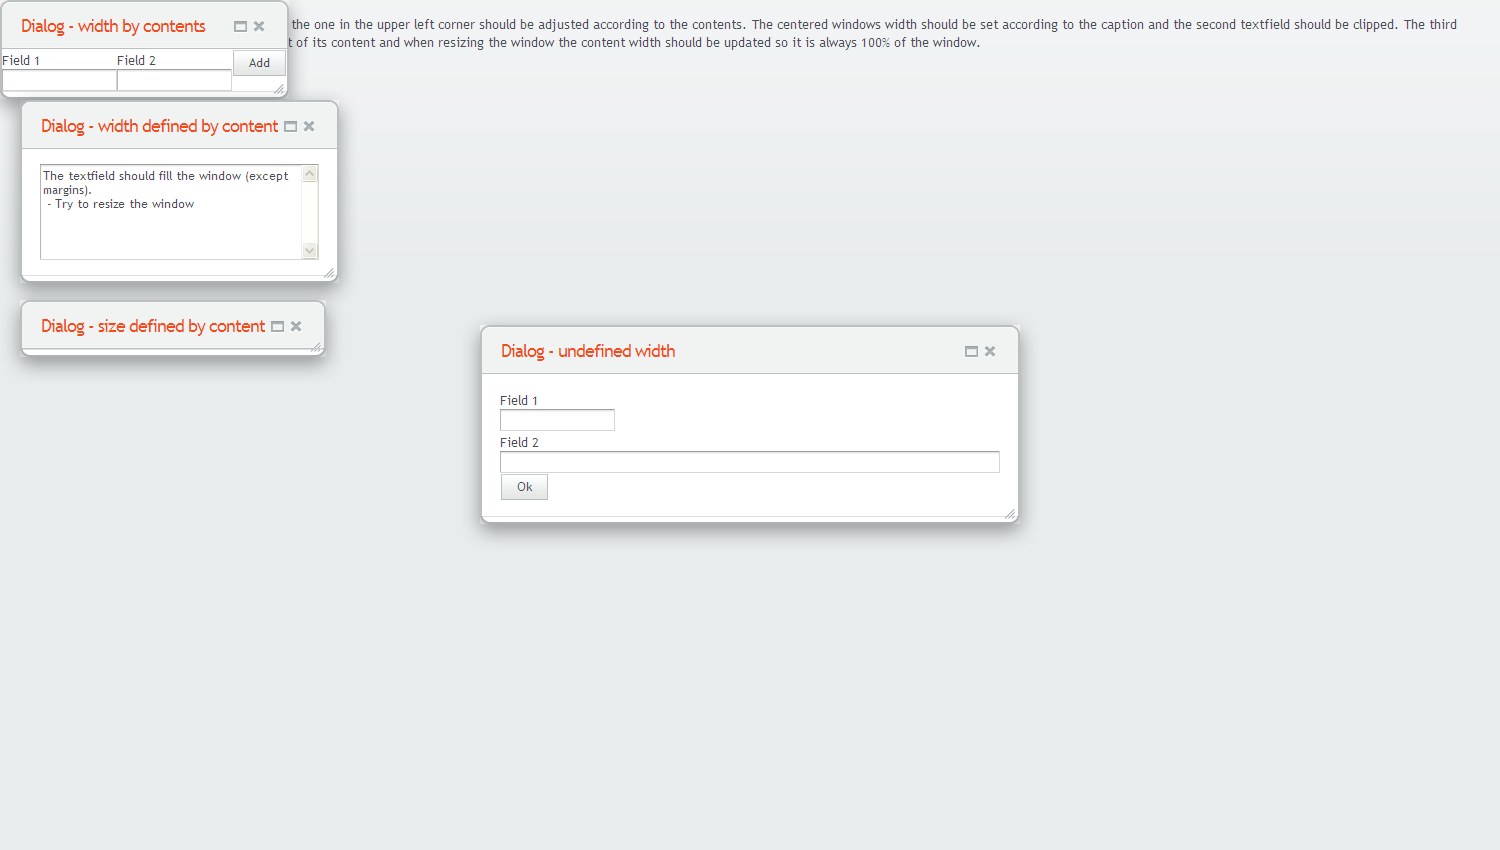 Dialog - width by contents
the one in the upper left corner should be adjusted according to the contents. The centered windows width should be set according to the caption and the second textfield should be clipped. The third
t of its content and when resizing the window the content width should be updated so it is always 100% of the window.
Field 1 Field 2 Add
Dialog - width defined by content
The textfield should fill the window (except
margins).
- Try to resize the window
Dialog - size defined by content
Dialog - undefined width
Field 1
Field 2
Ok